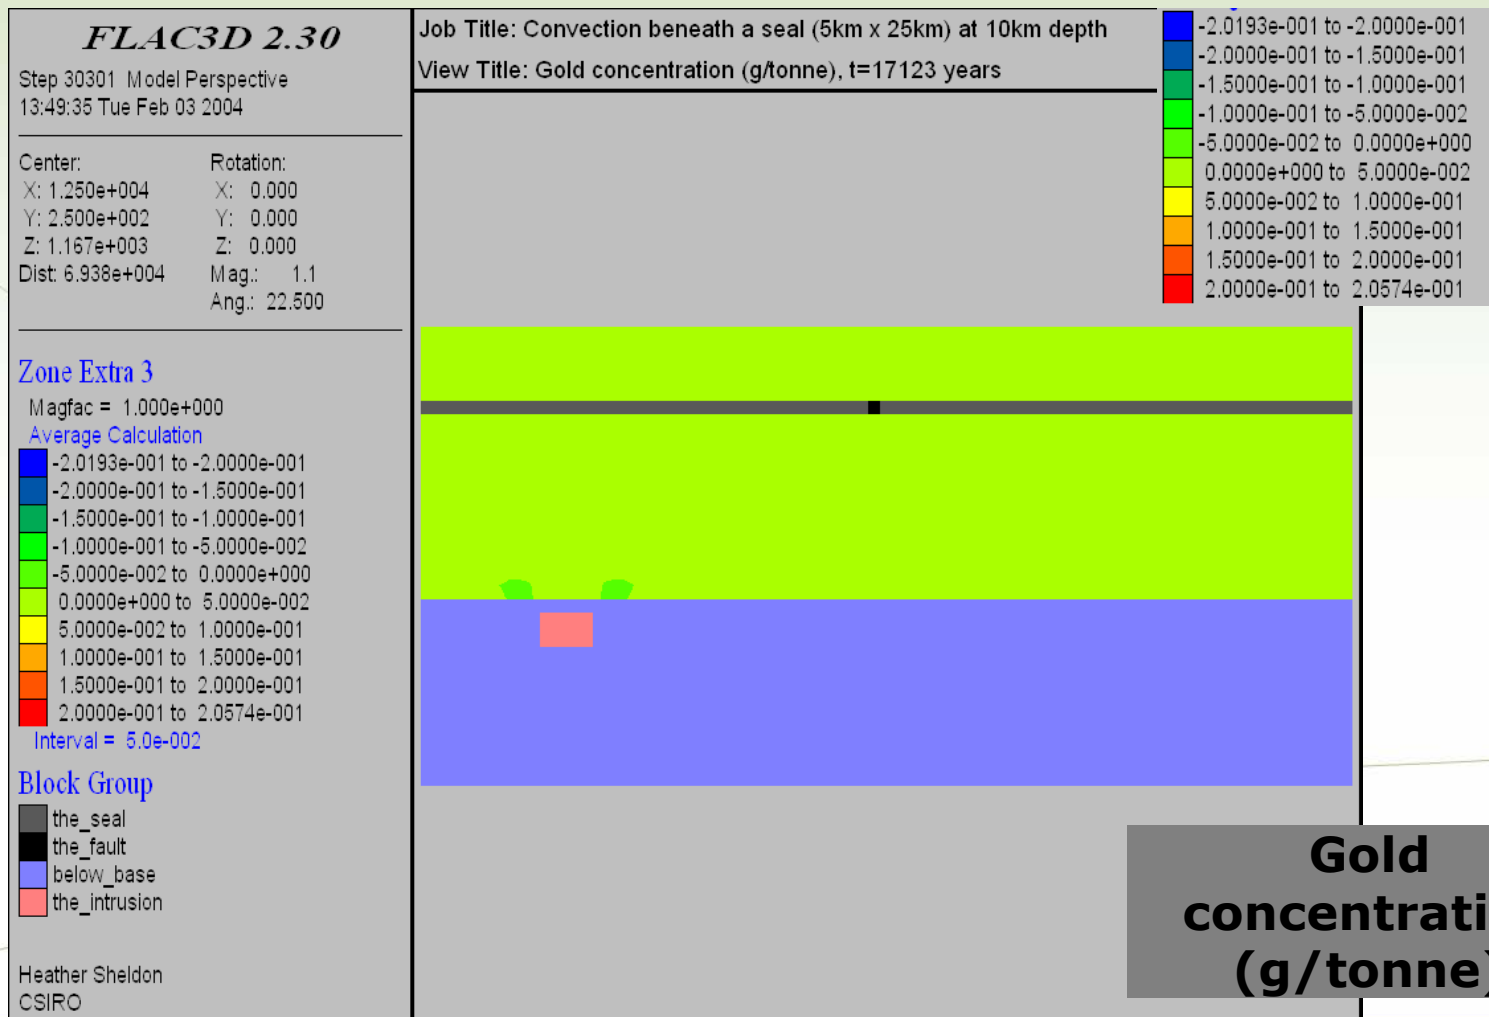 FLAC3D 2.30
Step 30301 Model Perspective
13:49:35 Tue Feb 03 2004
Center:
X: 1.250e+004
Y: 2.500e+002
Z: 1.167e+003
Dist: 6.938e+004
Rotation:
X: 0.000
Y: 0.000
Z: 0.000
Mag.: 1.1
Ang.: 22.500
Zone Extra 3
Magfac = 1.000e+000
Average Calculation
-2.0193e-001 to -2.0000e-001
-2.0000e-001 to -1.5000e-001
-1.5000e-001 to -1.0000e-001
-1.0000e-001 to -5.0000e-002
-5.0000e-002 to 0.0000e+000
0.0000e+000 to 5.0000e-002
5.0000e-002 to 1.0000e-001
1.0000e-001 to 1.5000e-001
1.5000e-001 to 2.0000e-001
2.0000e-001 to 2.0574e-001
Interval = 5.0e-002
Block Group
the_seal
the_fault
below_base
the_intrusion
Heather Sheldon
CSIRO
Job Title: Convection beneath a seal (5km x 25km) at 10km depth
View Title: Gold concentration (g/tonne), t=17123 years
-2.0193e-001 to -2.0000e-001
-2.0000e-001 to -1.5000e-001
-1.5000e-001 to -1.0000e-001
-1.0000e-001 to -5.0000e-002
-5.0000e-002 to 0.0000e+000
0.0000e+000 to 5.0000e-002
5.0000e-002 to 1.0000e-001
1.0000e-001 to 1.5000e-001
1.5000e-001 to 2.0000e-001
2.0000e-001 to 2.0574e-001
Gold
concentrati
(g/tonne)